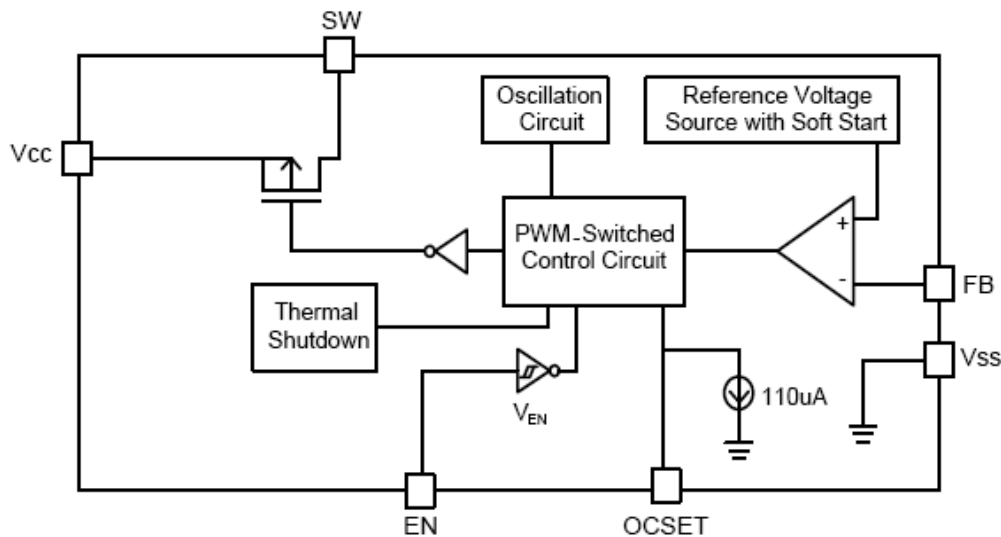 SW
Oscillation
Circuit
Reference Voltage
Source with Soft Start
Vcc
PWM-Switched
Control Circuit
+
-
FB
Thermal
Shutdown
Vss
VEN
110uA
EN
OCSET